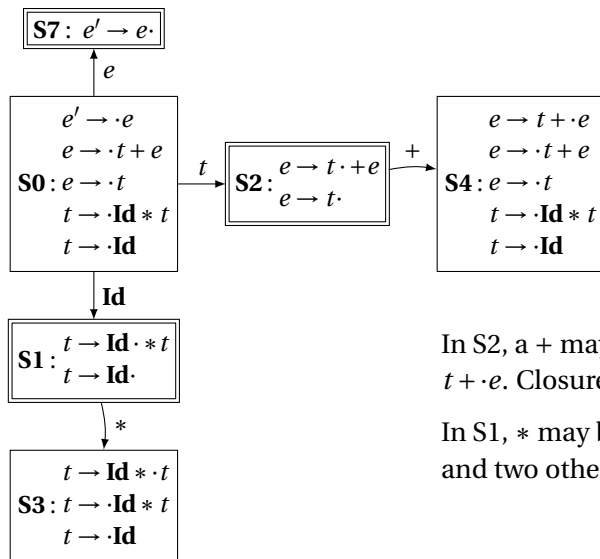 S7: e′ → e·
e
S0:
e′ → ·e
e → ·t + e
e → ·t
t → ·Id ∗ t
t → ·Id
t
S2:
e → t · +e
e → t·
+
S4:
e → t + ·e
e → ·t + e
e → ·t
t → ·Id ∗ t
t → ·Id
Id
S1:
t → Id · ∗ t
t → Id·
∗
S3:
t → Id ∗ · t
t → ·Id ∗ t
t → ·Id
In S2, a + may
t + ·e. Closure
In S1, ∗ may b
and two othe